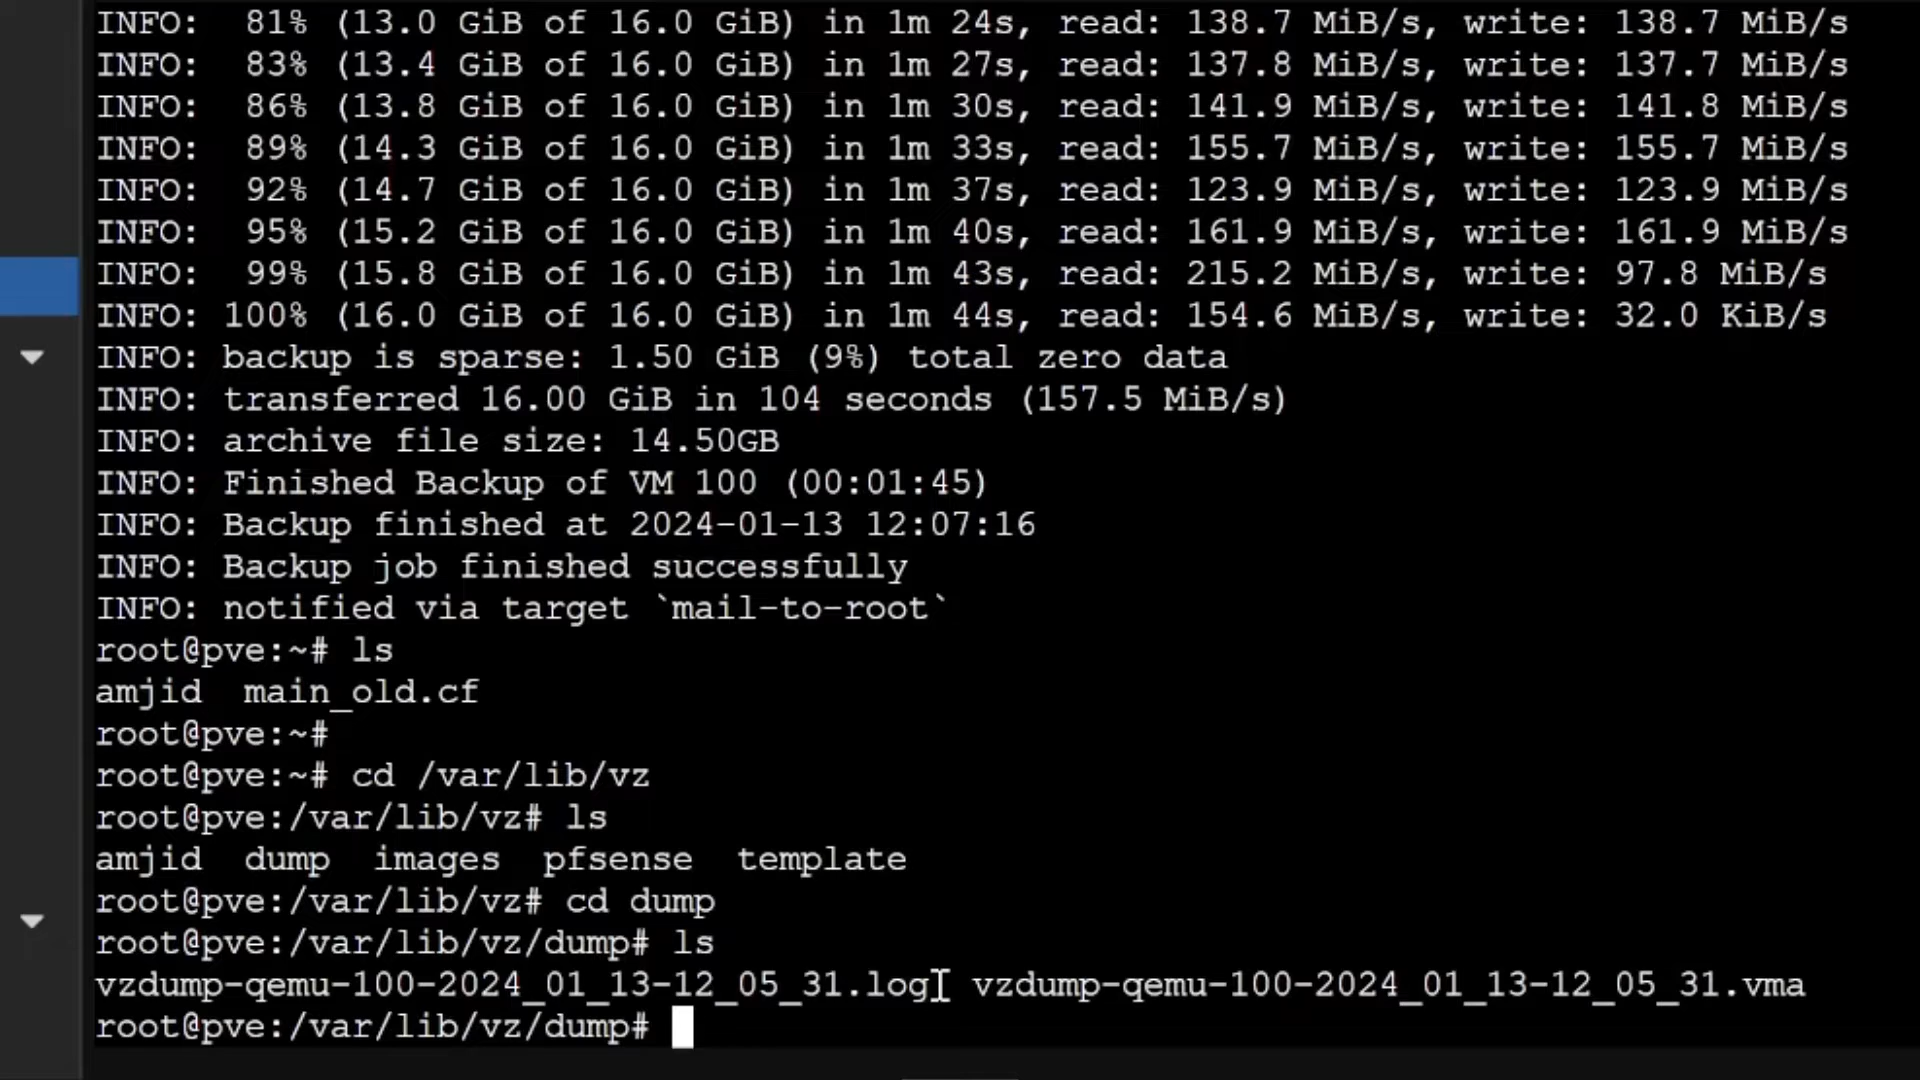 INFO:  81% (13.0 GiB of 16.0 GiB) in 1m 24s, read: 138.7 MiB/s, write: 138.7 MiB/s
INFO:  83% (13.4 GiB of 16.0 GiB) in 1m 27s, read: 137.8 MiB/s, write: 137.7 MiB/s
INFO:  86% (13.8 GiB of 16.0 GiB) in 1m 30s, read: 141.9 MiB/s, write: 141.8 MiB/s
INFO:  89% (14.3 GiB of 16.0 GiB) in 1m 33s, read: 155.7 MiB/s, write: 155.7 MiB/s
INFO:  92% (14.7 GiB of 16.0 GiB) in 1m 37s, read: 123.9 MiB/s, write: 123.9 MiB/s
INFO:  95% (15.2 GiB of 16.0 GiB) in 1m 40s, read: 161.9 MiB/s, write: 161.9 MiB/s
INFO:  99% (15.8 GiB of 16.0 GiB) in 1m 43s, read: 215.2 MiB/s, write: 97.8 MiB/s
INFO: 100% (16.0 GiB of 16.0 GiB) in 1m 44s, read: 154.6 MiB/s, write: 32.0 KiB/s
INFO: backup is sparse: 1.50 GiB (9%) total zero data
INFO: transferred 16.00 GiB in 104 seconds (157.5 MiB/s)
INFO: archive file size: 14.50GB
INFO: Finished Backup of VM 100 (00:01:45)
INFO: Backup finished at 2024-01-13 12:07:16
INFO: Backup job finished successfully
INFO: notified via target `mail-to-root`
root@pve:~# ls
amjid  main_old.cf
root@pve:~#
root@pve:~# cd /var/lib/vz
root@pve:/var/lib/vz# ls
amjid  dump  images  pfsense  template
root@pve:/var/lib/vz# cd dump
root@pve:/var/lib/vz/dump# ls
vzdump-qemu-100-2024_01_13-12_05_31.log  vzdump-qemu-100-2024_01_13-12_05_31.vma
root@pve:/var/lib/vz/dump#